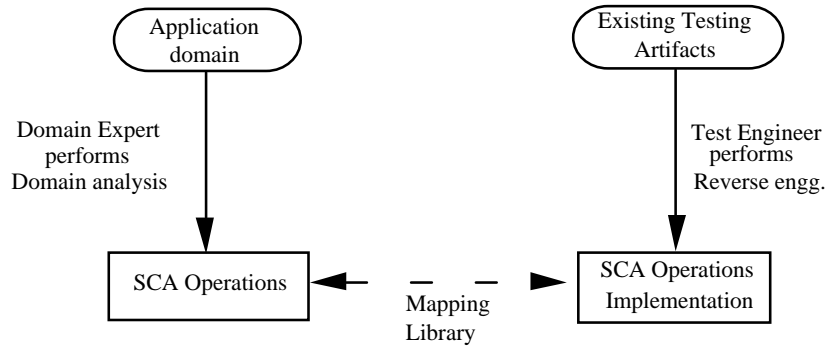 Application
domain
Existing Testing
Artifacts
Domain Expert
performs
Domain analysis
Test Engineer
performs
Reverse engg.
SCA Operations
Mapping
Library
SCA Operations
Implementation